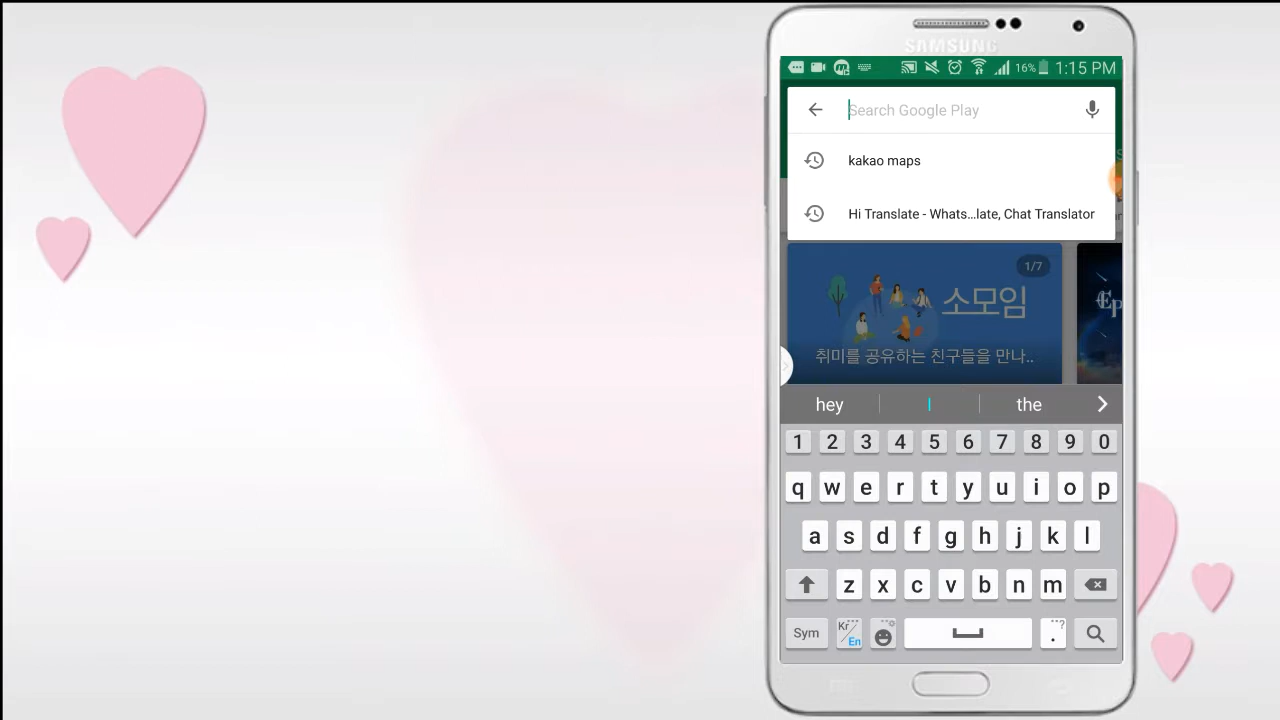 SAMSUNG
16% 1:15 PM
Search Google Play
kakao maps
Hi Translate - Whats...late, Chat Translator
1/7
소모임
취미를 공유하는 친구들을 만나..
Ep
hey I the
1 2 3 4 5 6 7 8 9 0
q w e r t y u i o p
a s d f g h j k l
z x c v b n m
Sym Kr/En . ?